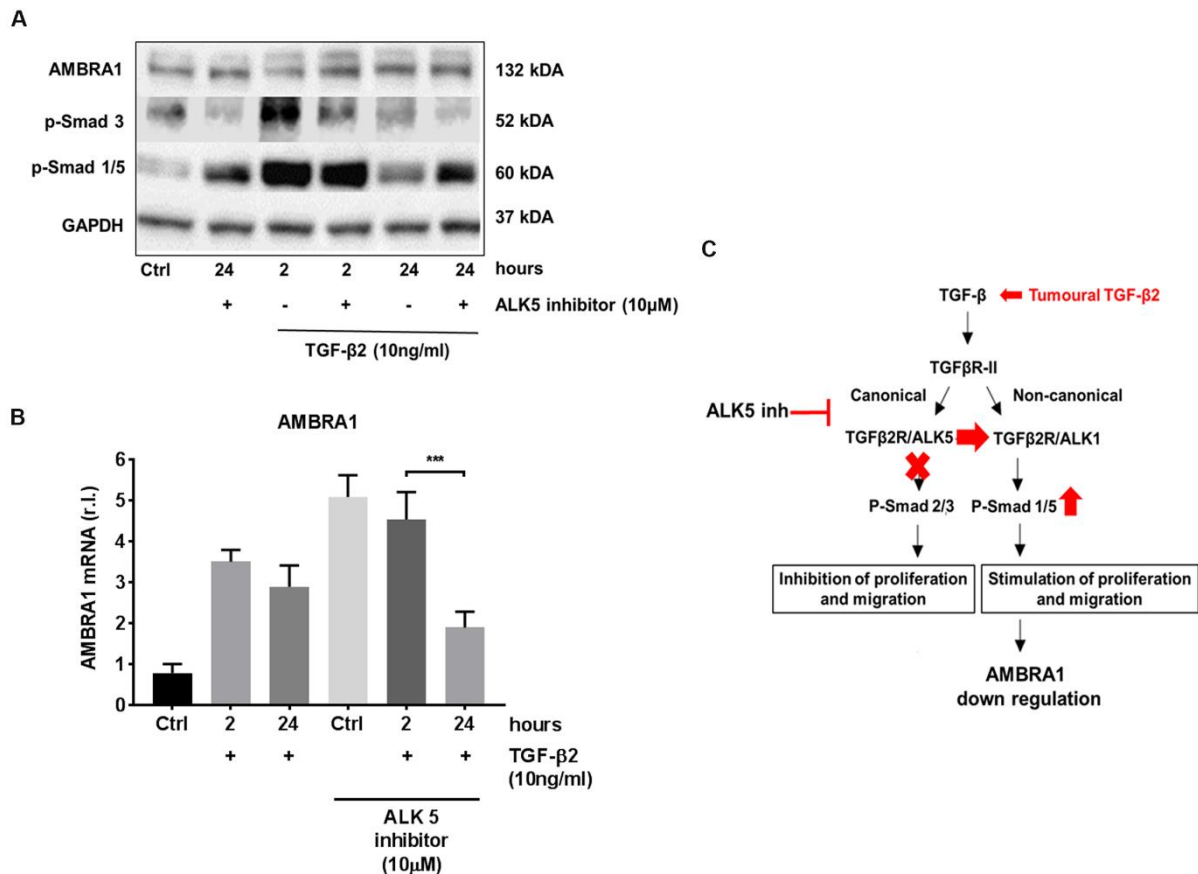 A
AMBRA1
132 kDA
p-Smad 3
52 kDA
p-Smad 1/5
60 kDA
GAPDH
37 kDA
Ctrl 24 2 2 24 24 hours
+ - + - + ALK5 inhibitor (10μM)
TGF-β2 (10ng/ml)
B
AMBRA1
***
AMBRA1 mRNA (r.l.)
6
5
4
3
2
1
0
Ctrl 2 24 Ctrl 2 24 hours
+ + + + TGF-β2
(10ng/ml)
ALK 5
inhibitor
(10μM)
C
TGF-β Tumoural TGF-β2
TGFβR-II
Canonical Non-canonical
ALK5 inh
TGFβ2R/ALK5 TGFβ2R/ALK1
P-Smad 2/3 P-Smad 1/5
Inhibition of proliferation
and migration
Stimulation of proliferation
and migration
AMBRA1
down regulation